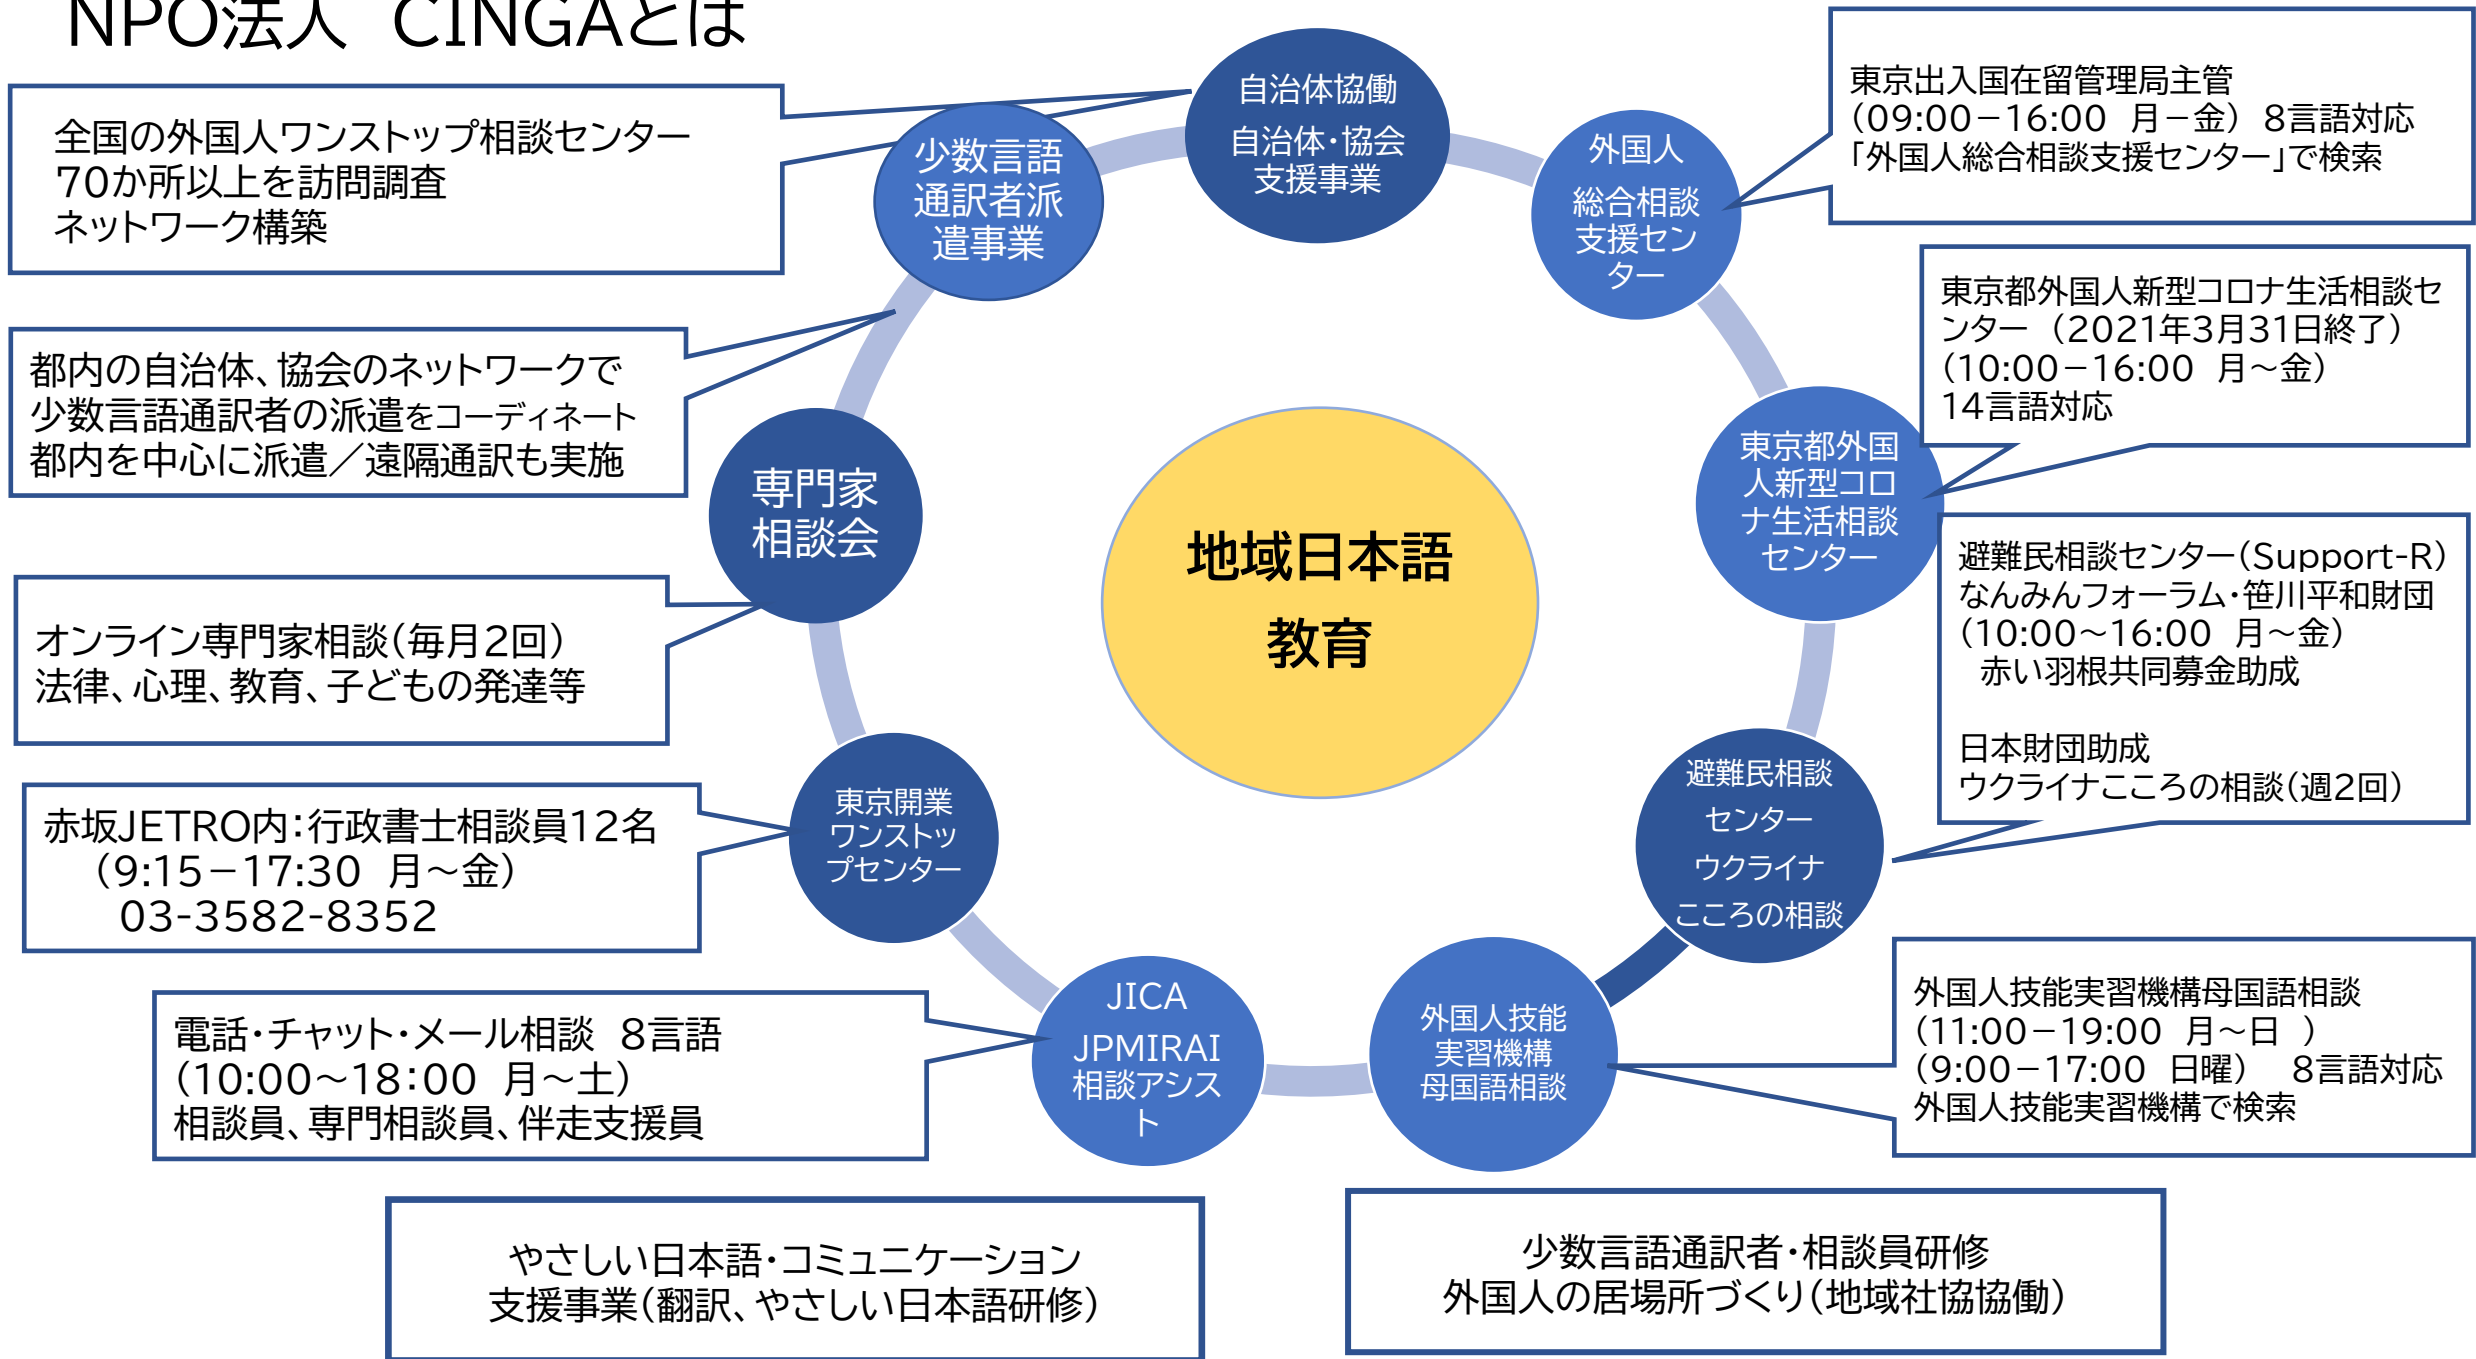 NPO法人　CINGAとは
全国の外国人ワンストップ相談センター
70か所以上を訪問調査
ネットワーク構築
都内の自治体、協会のネットワークで
少数言語通訳者の派遣をコーディネート
都内を中心に派遣／遠隔通訳も実施
オンライン専門家相談(毎月2回)
法律、心理、教育、子どもの発達等
赤坂JETRO内：行政書士相談員12名
(9:15－17:30　月～金)
03-3582-8352
電話・チャット・メール相談　8言語
(10:00～18：00　月～土)
相談員、専門相談員、伴走支援員
自治体協働
自治体・協会
支援事業
外国人
総合相談
支援セン
ター
東京都外国
人新型コロ
ナ生活相談
センター
避難民相談
センター
ウクライナ
こころの相談
外国人技能
実習機構
母国語相談
JICA
JPMIRAI
相談アシス
ト
東京開業
ワンストッ
プセンター
専門家
相談会
少数言語
通訳者派
遣事業
地域日本語
教育
東京出入国在留管理局主管
(09:00－16:00　月－金)　8言語対応
「外国人総合相談支援センター」で検索
東京都外国人新型コロナ生活相談セ
ンター　(2021年3月31日終了)
(10:00－16:00　月～金)
14言語対応
避難民相談センター(Support-R)
なんみんフォーラム・笹川平和財団
(10:00～16:00　月～金)
赤い羽根共同募金助成
日本財団助成
ウクライナこころの相談(週2回)
外国人技能実習機構母国語相談
(11:00－19:00　月～日　)
(9:00－17:00　日曜)　8言語対応
外国人技能実習機構で検索
やさしい日本語・コミュニケーション
支援事業(翻訳、やさしい日本語研修)
少数言語通訳者・相談員研修
外国人の居場所づくり(地域社協協働)